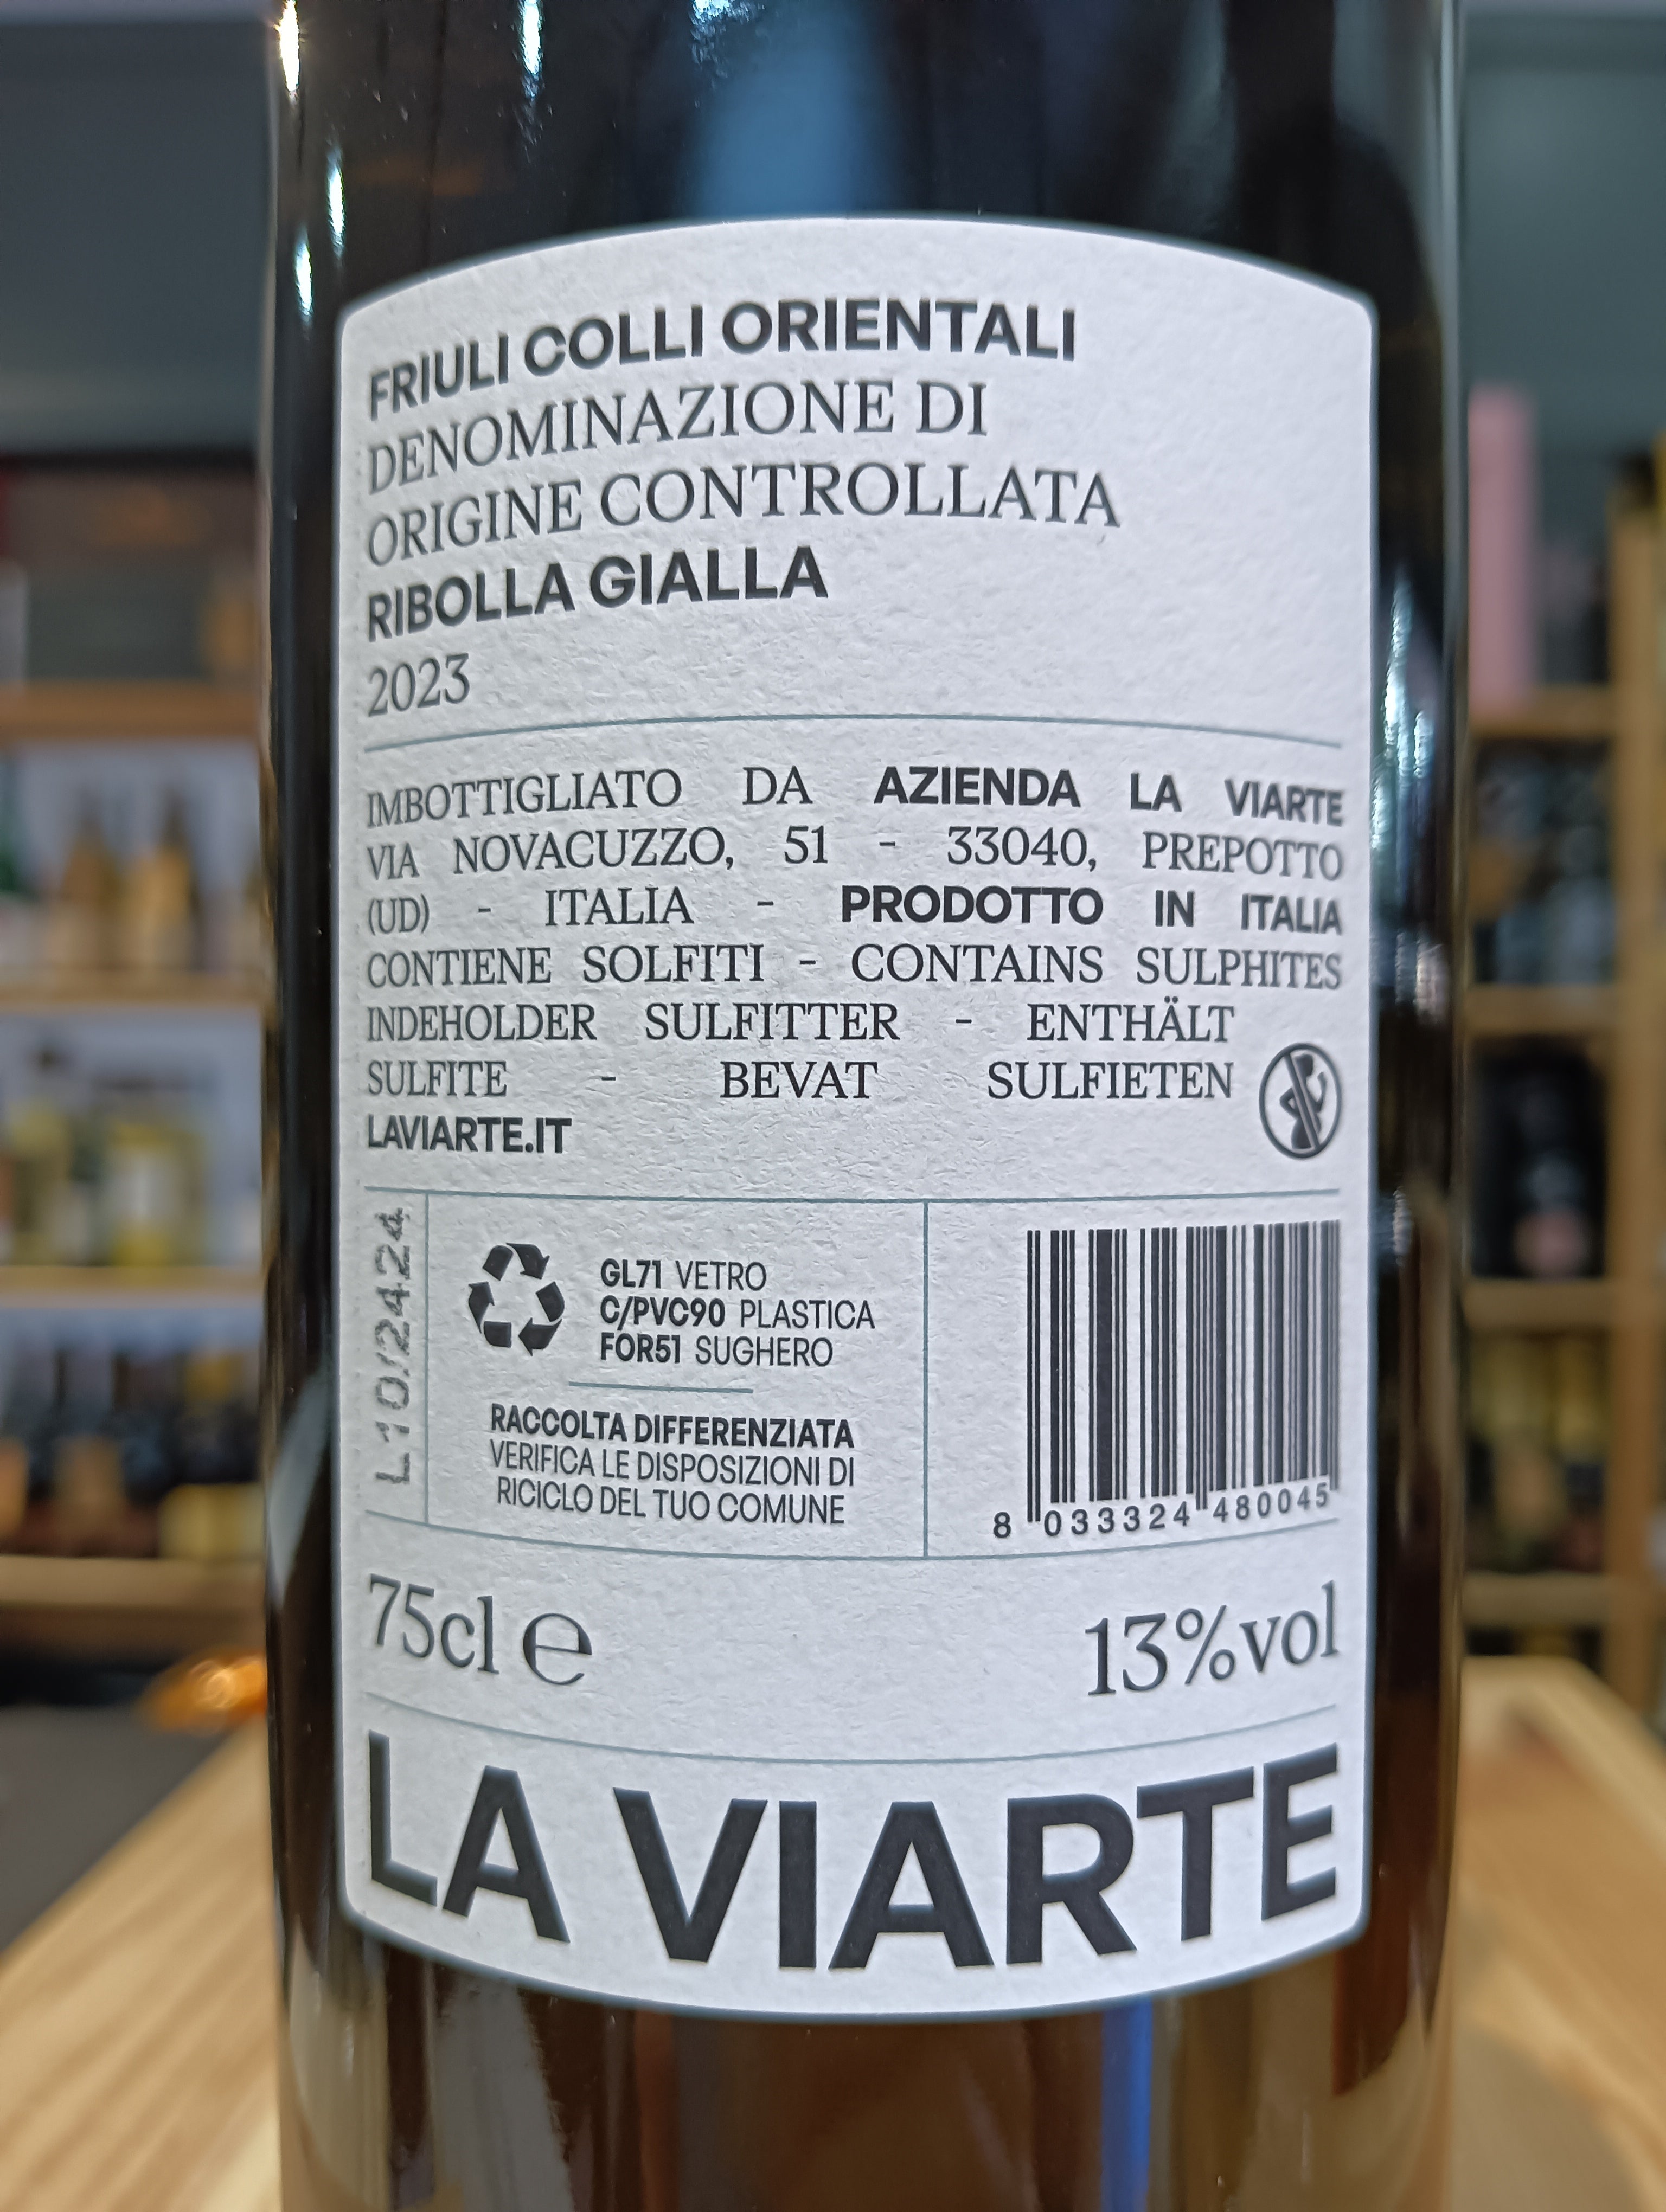 FRIULI COLLI ORIENTALI
DENOMINAZIONE DI
ORIGINE CONTROLLATA
RIBOLLA GIALLA
2023
IMBOTTIGLIATO DA AZIENDA LA VIARTE
VIA NOVACUZZO, 51 - 33040, PREPOTTO
(UD) - ITALIA - PRODOTTO IN ITALIA
CONTIENE SOLFITI - CONTAINS SULPHITES
INDEHOLDER SULFITTER - ENTHÄLT
SULFITE - BEVAT SULFIETEN
LAVIARTE.IT
L10/2424
GL71 VETRO
C/PVC90 PLASTICA
FOR51 SUGHERO
RACCOLTA DIFFERENZIATA
VERIFICA LE DISPOSIZIONI DI
RICICLO DEL TUO COMUNE
8 033324 480045
75cl e
13%vol
LA VIARTE